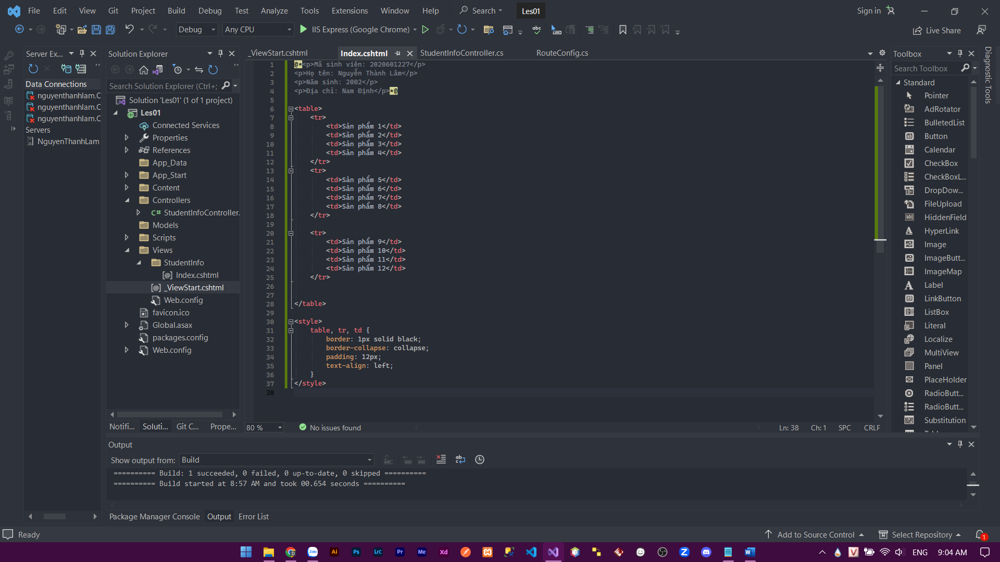 File Edit View Git Project Build Debug Test Analyze Tools Extensions Window Help Search Les01 Sign in
Debug Any CPU IIS Express (Google Chrome) Live Share
Server Ex...
Data Connections
nguyenthanhlam.C
nguyenthanhlam.C
nguyenthanhlam.C
Servers
NguyenThanhLam
Solution Explorer
Search Solution Explorer (Ctrl+;
Solution 'Les01' (1 of 1 project)
Les01
Connected Services
Properties
References
App_Data
App_Start
Content
Controllers
C# StudentInfoController.
Models
Scripts
Views
StudentInfo
[@] Index.cshtml
[@] _ViewStart.cshtml
Web.config
favicon.ico
Global.asax
packages.config
Web.config
Notifi... Soluti... Git C... Prope...
_ViewStart.cshtml Index.cshtml StudentInfoController.cs RouteConfig.cs
1 @*<p>Mã sinh viên: 2020601227</p>
2 <p>Họ tên: Nguyễn Thành Lâm</p>
3 <p>Năm sinh: 2002</p>
4 <p>Địa chỉ: Nam Định</p>*@
5
6 <table>
7 <tr>
8 <td>Sản phẩm 1</td>
9 <td>Sản phẩm 2</td>
10 <td>Sản phẩm 3</td>
11 <td>Sản phẩm 4</td>
12 </tr>
13 <tr>
14 <td>Sản phẩm 5</td>
15 <td>Sản phẩm 6</td>
16 <td>Sản phẩm 7</td>
17 <td>Sản phẩm 8</td>
18 </tr>
19
20 <tr>
21 <td>Sản phẩm 9</td>
22 <td>Sản phẩm 10</td>
23 <td>Sản phẩm 11</td>
24 <td>Sản phẩm 12</td>
25 </tr>
26
27
28 </table>
29
30 <style>
31 table, tr, td {
32 border: 1px solid black;
33 border-collapse: collapse;
34 padding: 12px;
35 text-align: left;
36 }
37 </style>
38
80 % No issues found Ln: 38 Ch: 1 SPC CRLF
Toolbox
Search Toolbox
Standard
Pointer
AdRotator
BulletedList
Button
Calendar
CheckBox
CheckBoxL...
DropDow...
FileUpload
HiddenField
HyperLink
Image
ImageButt...
ImageMap
Label
LinkButton
ListBox
Literal
Localize
MultiView
Panel
PlaceHolder
RadioButt...
RadioButt...
Substitution
Diagnostic Tools
Output
Show output from: Build
========== Build: 1 succeeded, 0 failed, 0 up-to-date, 0 skipped ==========
========== Build started at 8:57 AM and took 00.654 seconds ==========
Package Manager Console Output Error List
Ready Add to Source Control Select Repository 1
Zalo Ai Ps Lrc Pr Me Xd Z W V ENG 9:04 AM